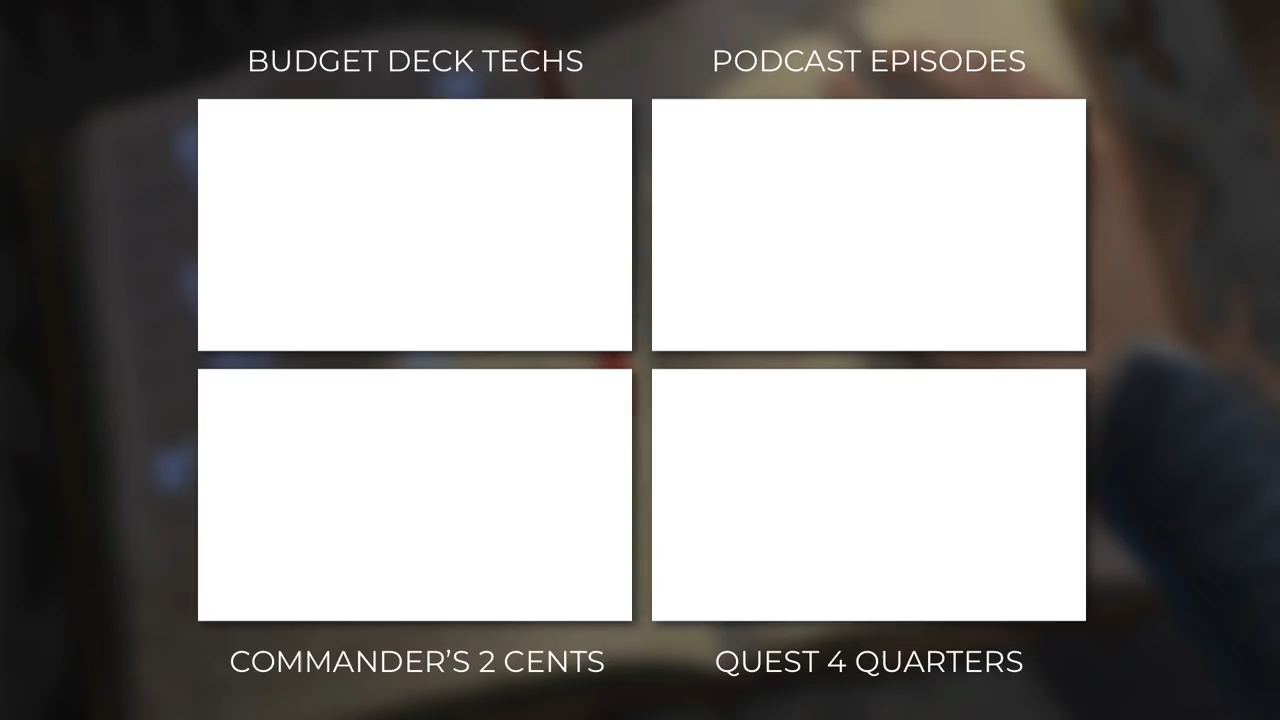 BUDGET DECK TECHS
PODCAST EPISODES
COMMANDER’S 2 CENTS
QUEST 4 QUARTERS